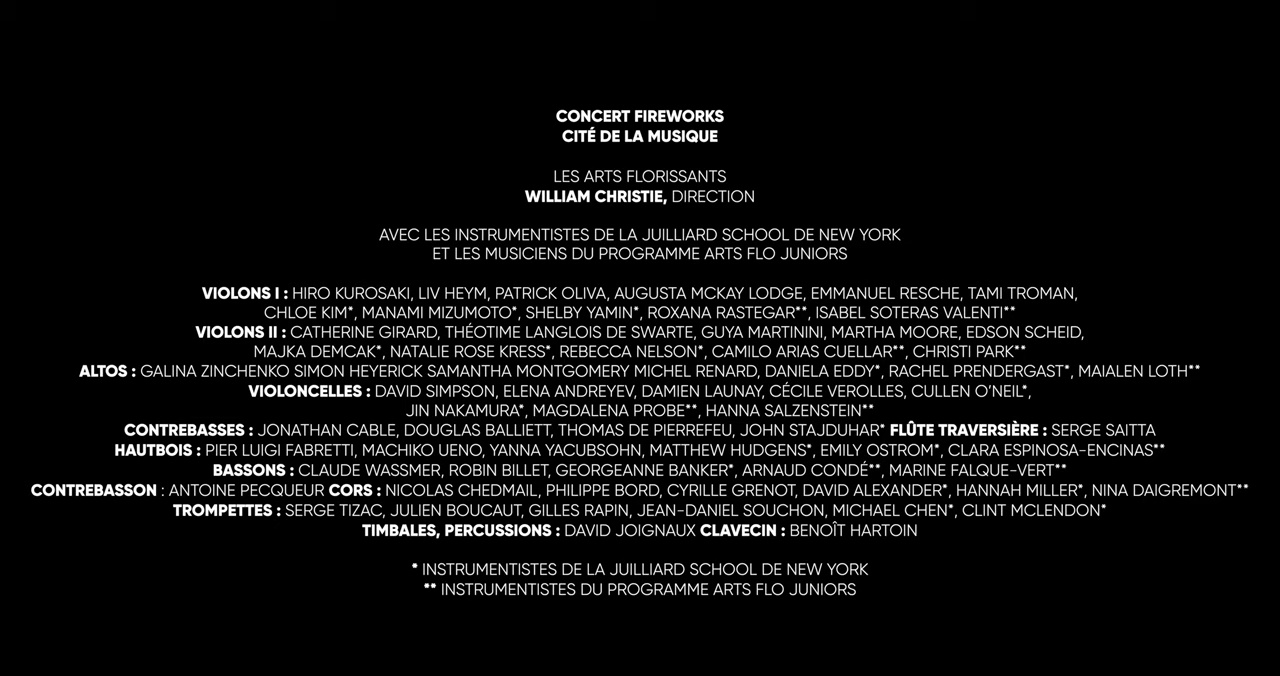 CONCERT FIREWORKS
CITÉ DE LA MUSIQUE
LES ARTS FLORISSANTS
WILLIAM CHRISTIE, DIRECTION
AVEC LES INSTRUMENTISTES DE LA JUILLIARD SCHOOL DE NEW YORK
ET LES MUSICIENS DU PROGRAMME ARTS FLO JUNIORS
VIOLONS I : HIRO KUROSAKI, LIV HEYM, PATRICK OLIVA, AUGUSTA MCKAY LODGE, EMMANUEL RESCHE, TAMI TROMAN,
CHLOE KIM*, MANAMI MIZUMOTO*, SHELBY YAMIN*, ROXANA RASTEGAR**, ISABEL SOTERAS VALENTI**
VIOLONS II : CATHERINE GIRARD, THÉOTIME LANGLOIS DE SWARTE, GUYA MARTININI, MARTHA MOORE, EDSON SCHEID,
MAJKA DEMCAK*, NATALIE ROSE KRESS*, REBECCA NELSON*, CAMILO ARIAS CUELLAR**, CHRISTI PARK**
ALTOS : GALINA ZINCHENKO SIMON HEYERICK SAMANTHA MONTGOMERY MICHEL RENARD, DANIELA EDDY*, RACHEL PRENDERGAST*, MAIALEN LOTH**
VIOLONCELLES : DAVID SIMPSON, ELENA ANDREYEV, DAMIEN LAUNAY, CÉCILE VEROLLES, CULLEN O'NEIL*,
JIN NAKAMURA*, MAGDALENA PROBE**, HANNA SALZENSTEIN**
CONTREBASSES : JONATHAN CABLE, DOUGLAS BALLIETT, THOMAS DE PIERREFEU, JOHN STAJDUHAR* FLÛTE TRAVERSIÈRE : SERGE SAITTA
HAUTBOIS : PIER LUIGI FABRETTI, MACHIKO UENO, YANNA YACUBSOHN, MATTHEW HUDGENS*, EMILY OSTROM*, CLARA ESPINOSA-ENCINAS**
BASSONS : CLAUDE WASSMER, ROBIN BILLET, GEORGEANNE BANKER*, ARNAUD CONDÉ**, MARINE FALQUE-VERT**
CONTREBASSON : ANTOINE PECQUEUR CORS : NICOLAS CHEDMAIL, PHILIPPE BORD, CYRILLE GRENOT, DAVID ALEXANDER*, HANNAH MILLER*, NINA DAIGREMONT**
TROMPETTES : SERGE TIZAC, JULIEN BOUCAUT, GILLES RAPIN, JEAN-DANIEL SOUCHON, MICHAEL CHEN*, CLINT MCLENDON*
TIMBALES, PERCUSSIONS : DAVID JOIGNAUX CLAVECIN : BENOÎT HARTOIN
* INSTRUMENTISTES DE LA JUILLIARD SCHOOL DE NEW YORK
** INSTRUMENTISTES DU PROGRAMME ARTS FLO JUNIORS